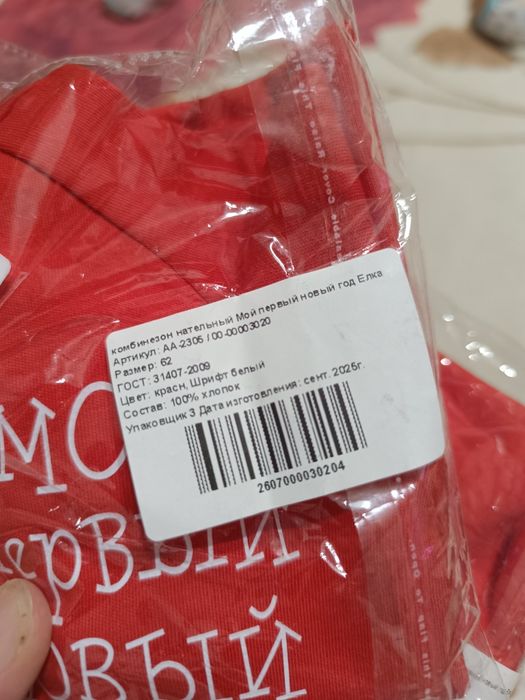 комбинезон нательный Мой первый новый год Елка
Артикул: АА-2305 / 00-00003020
Размер: 62
ГОСТ: 31407-2009
Цвет: красн, Шрифт белый
Состав: 100% хлопок
Упаковщик 3 Дата изготовления: сент. 2025г.
2607000030204
МО
ервый
овый